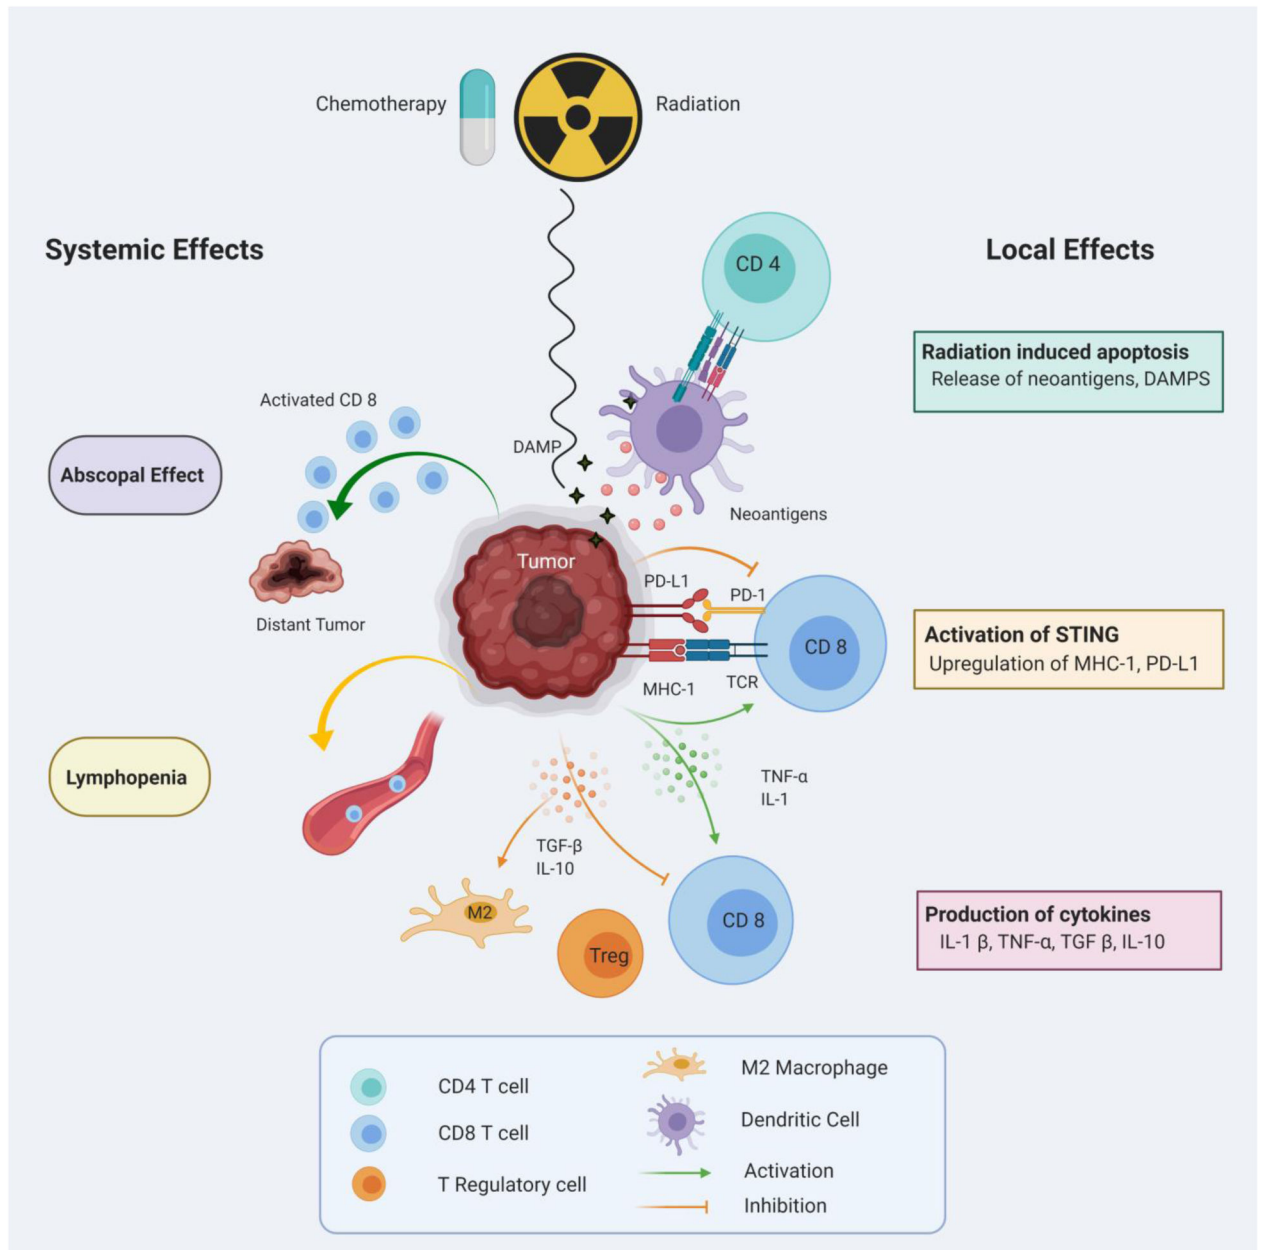 Chemotherapy
Radiation
Systemic Effects
Local Effects
CD 4
Radiation induced apoptosis
Release of neoantigens, DAMPS
Activated CD 8
DAMP
Abscopal Effect
Neoantigens
Tumor
PD-L1
PD-1
Distant Tumor
CD 8
Activation of STING
Upregulation of MHC-1, PD-L1
MHC-1
TCR
Lymphopenia
TNF-α
IL-1
TGF-β
IL-10
M2
Treg
CD 8
Production of cytokines
IL-1 β, TNF-α, TGF β, IL-10
CD4 T cell
CD8 T cell
T Regulatory cell
M2 Macrophage
Dendritic Cell
Activation
Inhibition